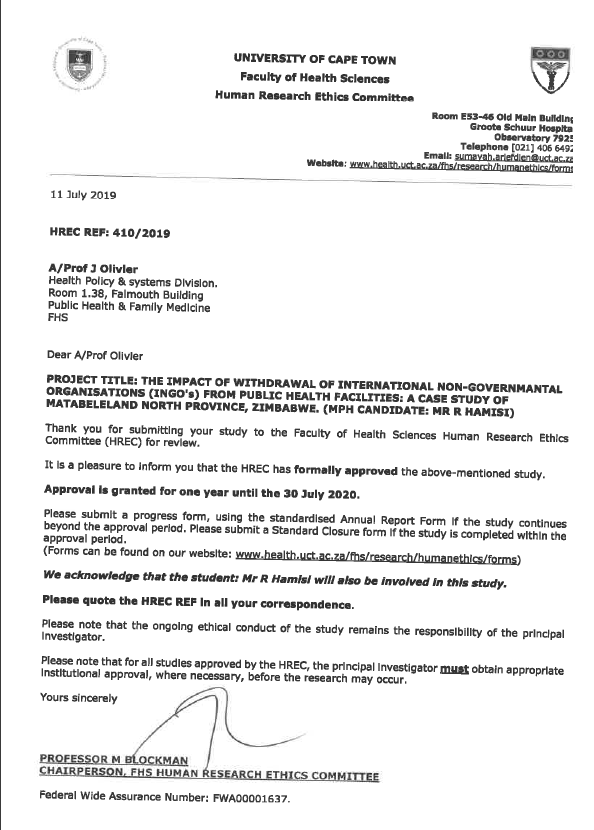 UNIVERSITY OF CAPE TOWN
Faculty of Health Sciences
Human Research Ethics Committee
Room E53-46 Old Main Building
Groote Schuur Hospital
Observatory 7925
Telephone [021] 406 6492
Email: sumayah.ariefdien@uct.ac.za
Website: www.health.uct.ac.za/fhs/research/humanethics/forms
11 July 2019
HREC REF: 410/2019
A/Prof J Olivier
Health Policy & systems Division.
Room 1.38, Falmouth Building
Public Health & Family Medicine
FHS
Dear A/Prof Olivier
PROJECT TITLE: THE IMPACT OF WITHDRAWAL OF INTERNATIONAL NON-GOVERNMANTAL
ORGANISATIONS (INGO's) FROM PUBLIC HEALTH FACILITIES: A CASE STUDY OF
MATABELELAND NORTH PROVINCE, ZIMBABWE. (MPH CANDIDATE: MR R HAMISI)
Thank you for submitting your study to the Faculty of Health Sciences Human Research Ethics
Committee (HREC) for review.
It is a pleasure to inform you that the HREC has formally approved the above-mentioned study.
Approval is granted for one year until the 30 July 2020.
Please submit a progress form, using the standardised Annual Report Form if the study continues
beyond the approval period. Please submit a Standard Closure form if the study is completed within the
approval period.
(Forms can be found on our website: www.health.uct.ac.za/fhs/research/humanethics/forms)
We acknowledge that the student: Mr R Hamisi will also be involved in this study.
Please quote the HREC REF in all your correspondence.
Please note that the ongoing ethical conduct of the study remains the responsibility of the principal
investigator.
Please note that for all studies approved by the HREC, the principal investigator must obtain appropriate
institutional approval, where necessary, before the research may occur.
Yours sincerely
PROFESSOR M BLOCKMAN
CHAIRPERSON, FHS HUMAN RESEARCH ETHICS COMMITTEE
Federal Wide Assurance Number: FWA00001637.